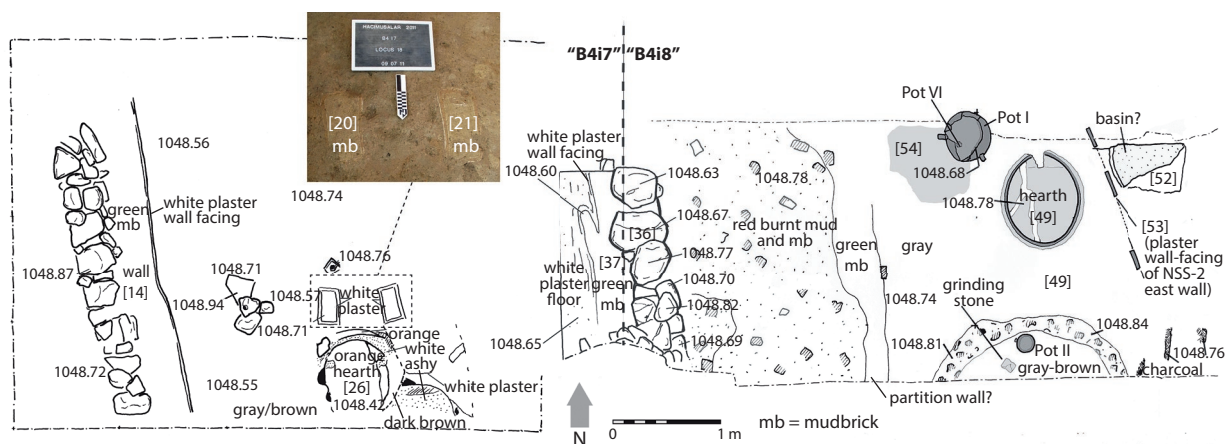 HACIMUSALAR 2011
B4 I7
LOCUS 18
09 07 11
[20]
mb
[21]
mb
"B4i7"
"B4i8"
1048.56
white plaster
wall facing
green
mb
1048.87
wall
[14]
1048.72
1048.55
gray/brown
1048.74
1048.76
1048.71
1048.94
1048.57
1048.71
white
plaster
orange
white
ashy
orange
hearth
[26]
1048.42
white plaster
dark brown
white plaster
wall facing
1048.60
white
plaster
floor
1048.65
1048.63
1048.67
[36]
1048.77
[37]
green
mb
1048.70
1048.82
1048.69
1048.78
red burnt mud
and mb
green
mb
gray
1048.74
partition wall?
Pot VI
Pot I
[54]
1048.68
1048.78
hearth
[49]
basin?
[52]
[53]
(plaster
wall-facing
of NSS-2
east wall)
[49]
grinding
stone
1048.84
1048.81
Pot II
gray-brown
1048.76
charcoal
N
0
1 m
mb = mudbrick